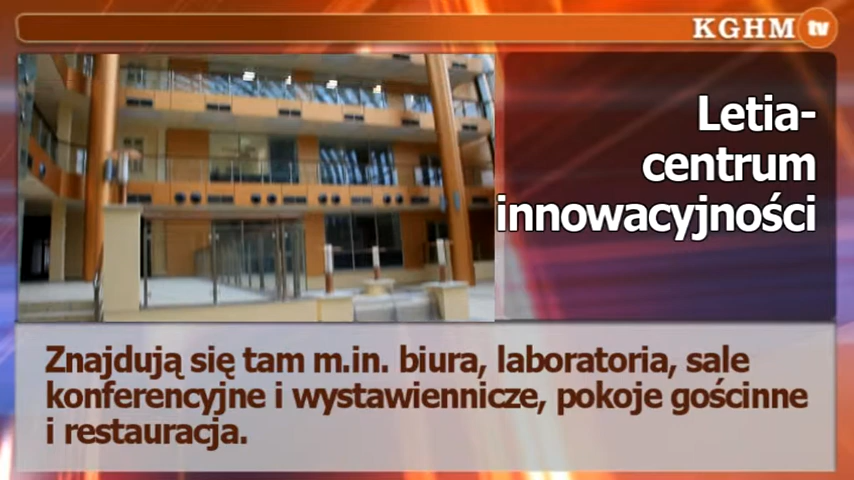 KGHM tv
Letia-
centrum
innowacyjności
Znajdują się tam m.in. biura, laboratoria, sale
konferencyjne i wystawiennicze, pokoje gościnne
i restauracja.